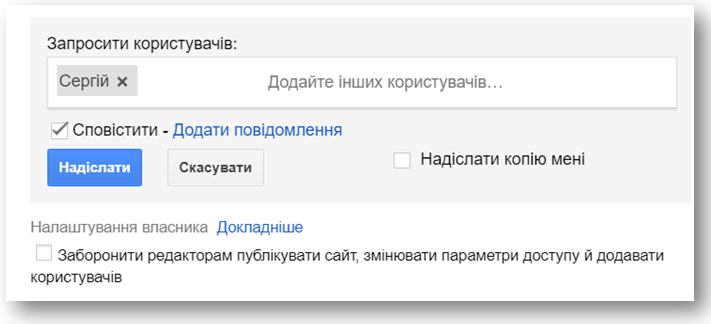 Запросити користувачів:
Сергій × Додайте інших користувачів…
Сповістити - Додати повідомлення
Надіслати Скасувати Надіслати копію мені
Налаштування власника Докладніше
Заборонити редакторам публікувати сайт, змінювати параметри доступу й додавати
користувачів